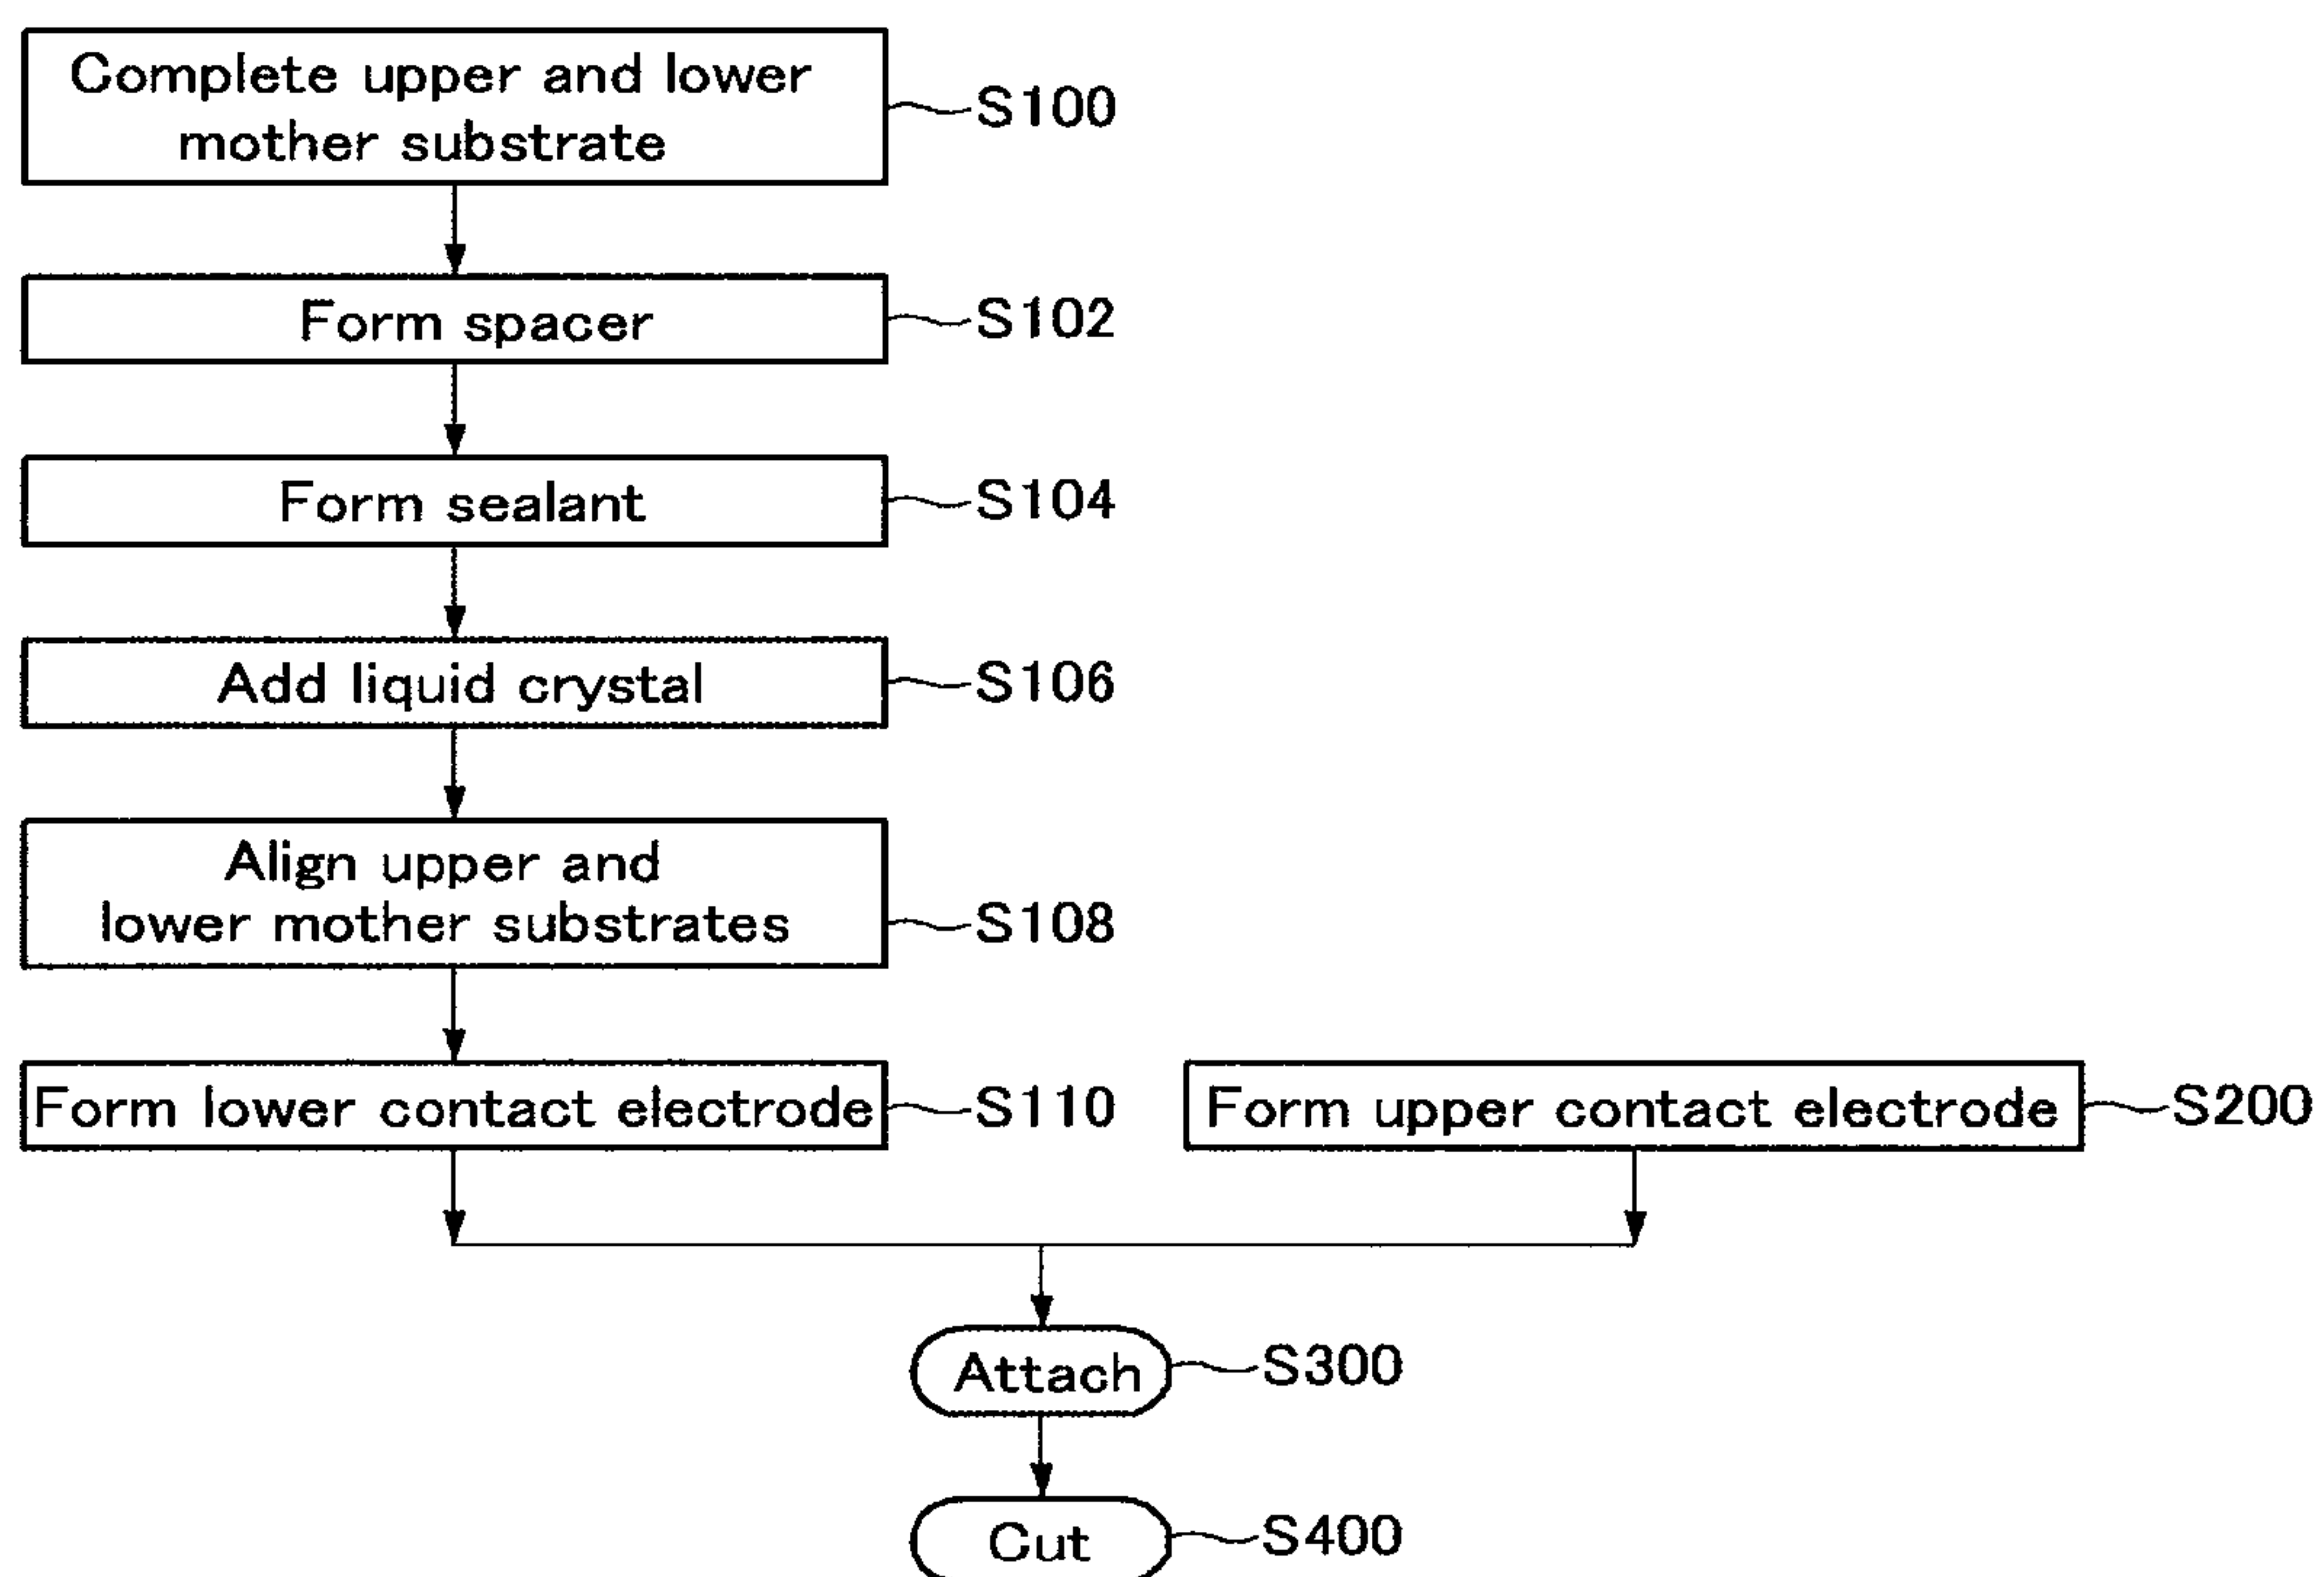 Complete upper and lower
mother substrate
S100
Form spacer
S102
Form sealant
S104
Add liquid crystal
S106
Align upper and
lower mother substrates
S108
Form lower contact electrode
S110
Form upper contact electrode
S200
Attach
S300
Cut
S400